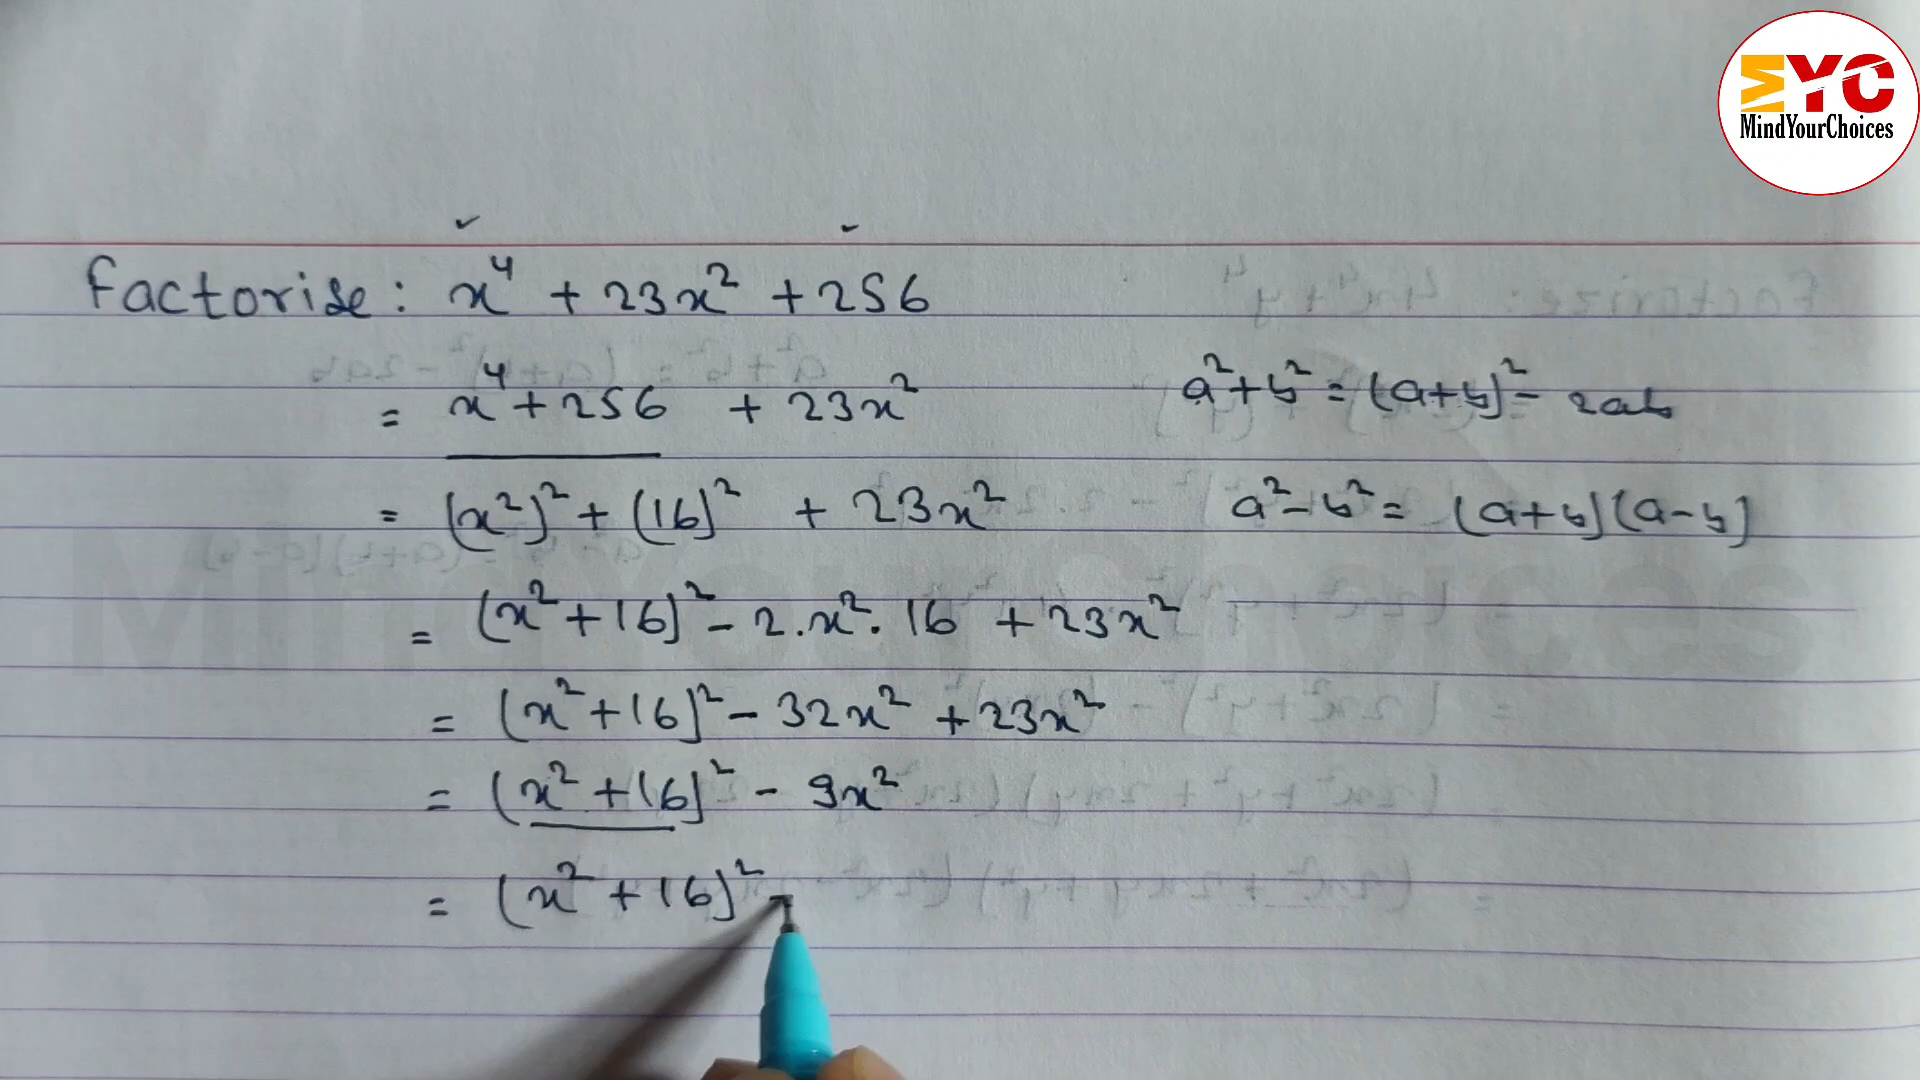 MYC
MindYourChoices
Factorise: x⁴ + 23x² + 256
= x⁴ + 256 + 23x²
a² + b² = (a+b)² - 2ab
= (x²)² + (16)² + 23x²
a² - b² = (a+b)(a-b)
MindYourChoices
= (x² + 16)² - 2.x².16 + 23x²
= (x² + 16)² - 32x² + 23x²
= (x² + 16)² - 9x²
= (x² + 16)² -